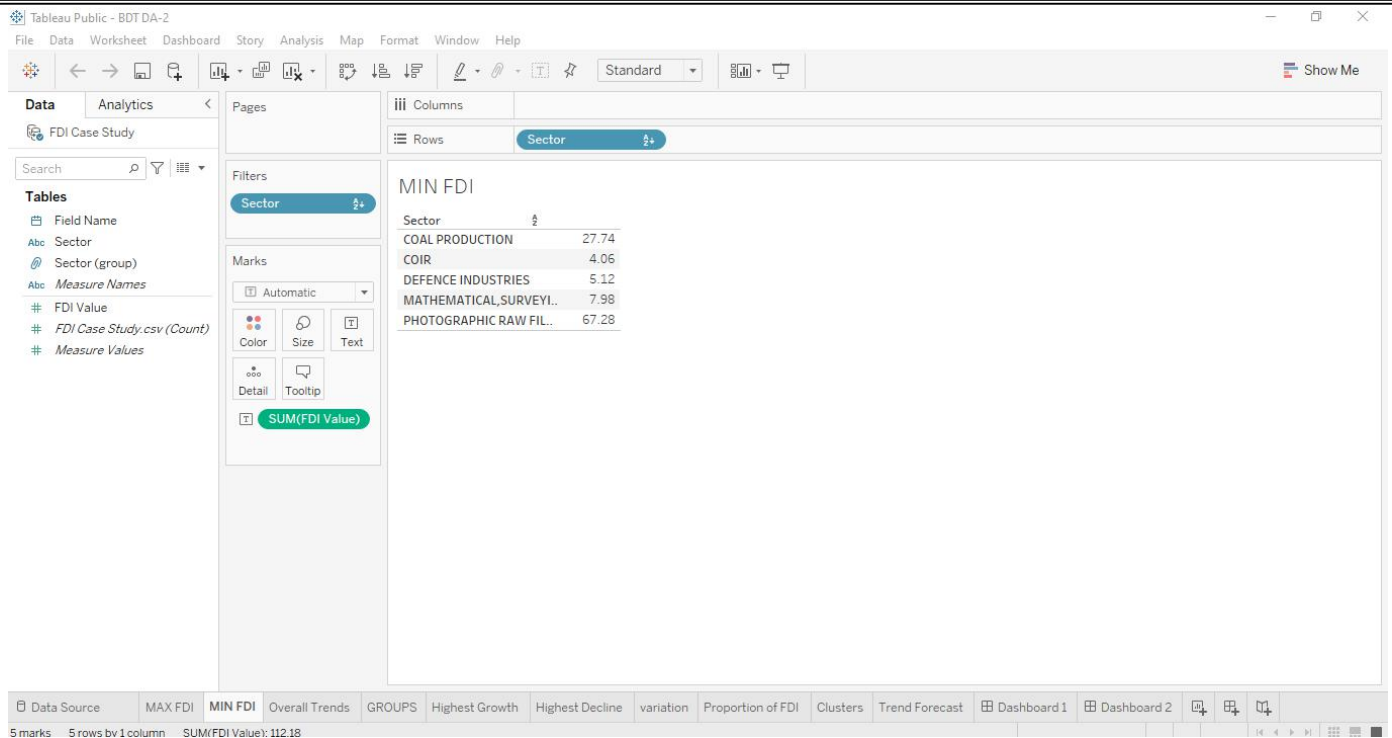 Tableau Public - BDT DA-2
File Data Worksheet Dashboard Story Analysis Map Format Window Help
Standard
Show Me
Data Analytics
FDI Case Study
Search
Tables
Field Name
Abc Sector
Sector (group)
Abc Measure Names
# FDI Value
# FDI Case Study.csv (Count)
# Measure Values
Pages
Filters
Sector
Marks
Automatic
Color Size Text
Detail Tooltip
SUM(FDI Value)
Columns
Rows Sector
MIN FDI
Sector
COAL PRODUCTION 27.74
COIR 4.06
DEFENCE INDUSTRIES 5.12
MATHEMATICAL,SURVEYI.. 7.98
PHOTOGRAPHIC RAW FIL.. 67.28
Data Source MAX FDI MIN FDI Overall Trends GROUPS Highest Growth Highest Decline variation Proportion of FDI Clusters Trend Forecast Dashboard 1 Dashboard 2
5 marks 5 rows by 1 column SUM(FDI Value): 112.18